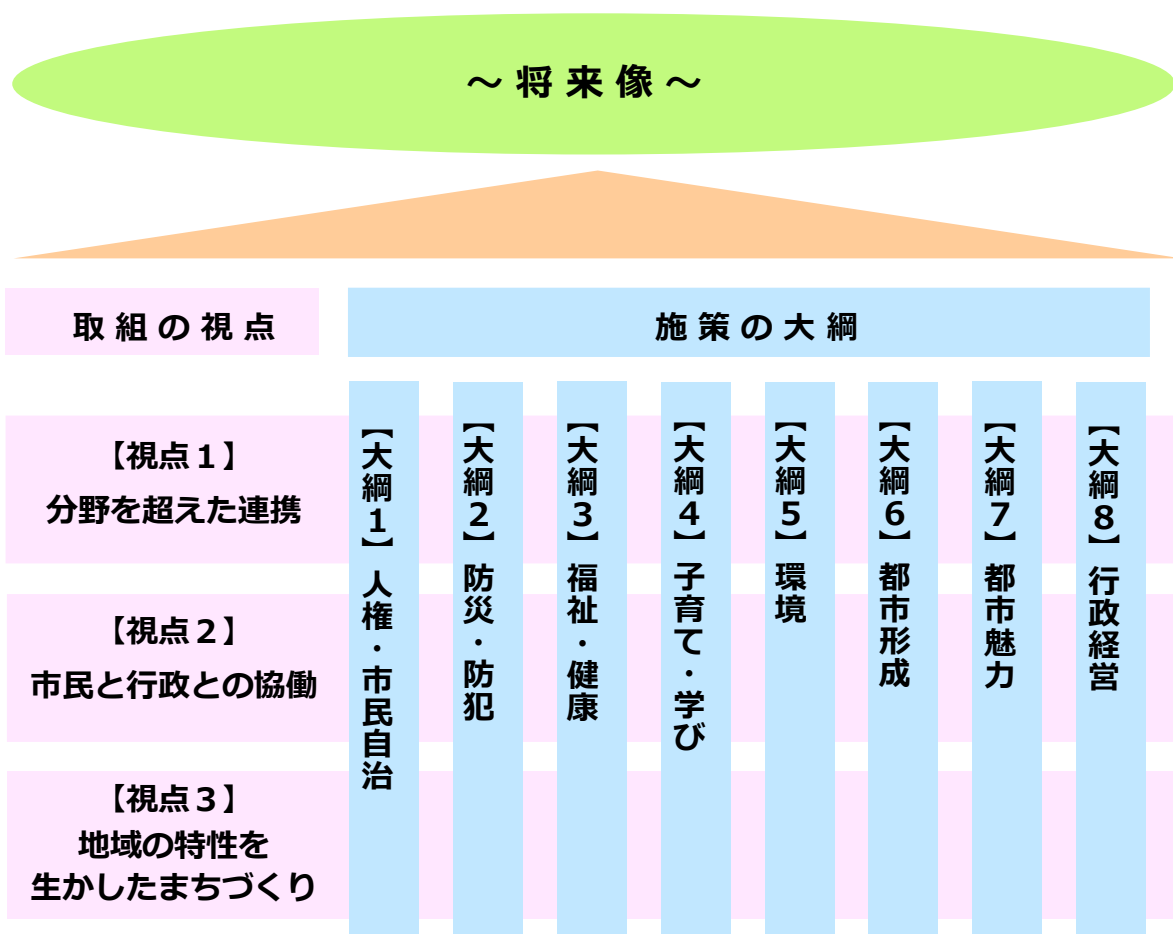 ～将来像～
取組の視点
施策の大綱
【視点１】
分野を超えた連携
【視点２】
市民と行政との協働
【視点３】
地域の特性を
生かしたまちづくり
【大綱１】人権・市民自治
【大綱２】防災・防犯
【大綱３】福祉・健康
【大綱４】子育て・学び
【大綱５】環境
【大綱６】都市形成
【大綱７】都市魅力
【大綱８】行政経営